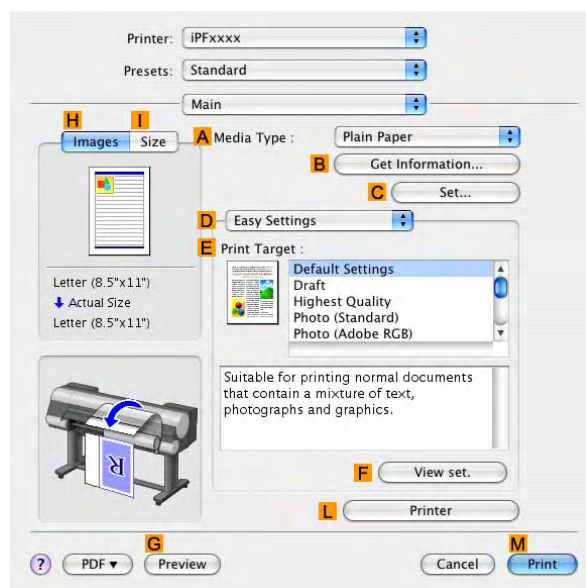 Printer: iPFxxxx
Presets: Standard
Main
H I
Images Size
A Media Type : Plain Paper
B Get Information...
C Set...
D Easy Settings
E Print Target :
Default Settings
Draft
Highest Quality
Photo (Standard)
Photo (Adobe RGB)
Letter (8.5"x11")
Actual Size
Letter (8.5"x11")
Suitable for printing normal documents
that contain a mixture of text,
photographs and graphics.
R
F View set.
L Printer
G M
? PDF ▼ Preview Cancel Print